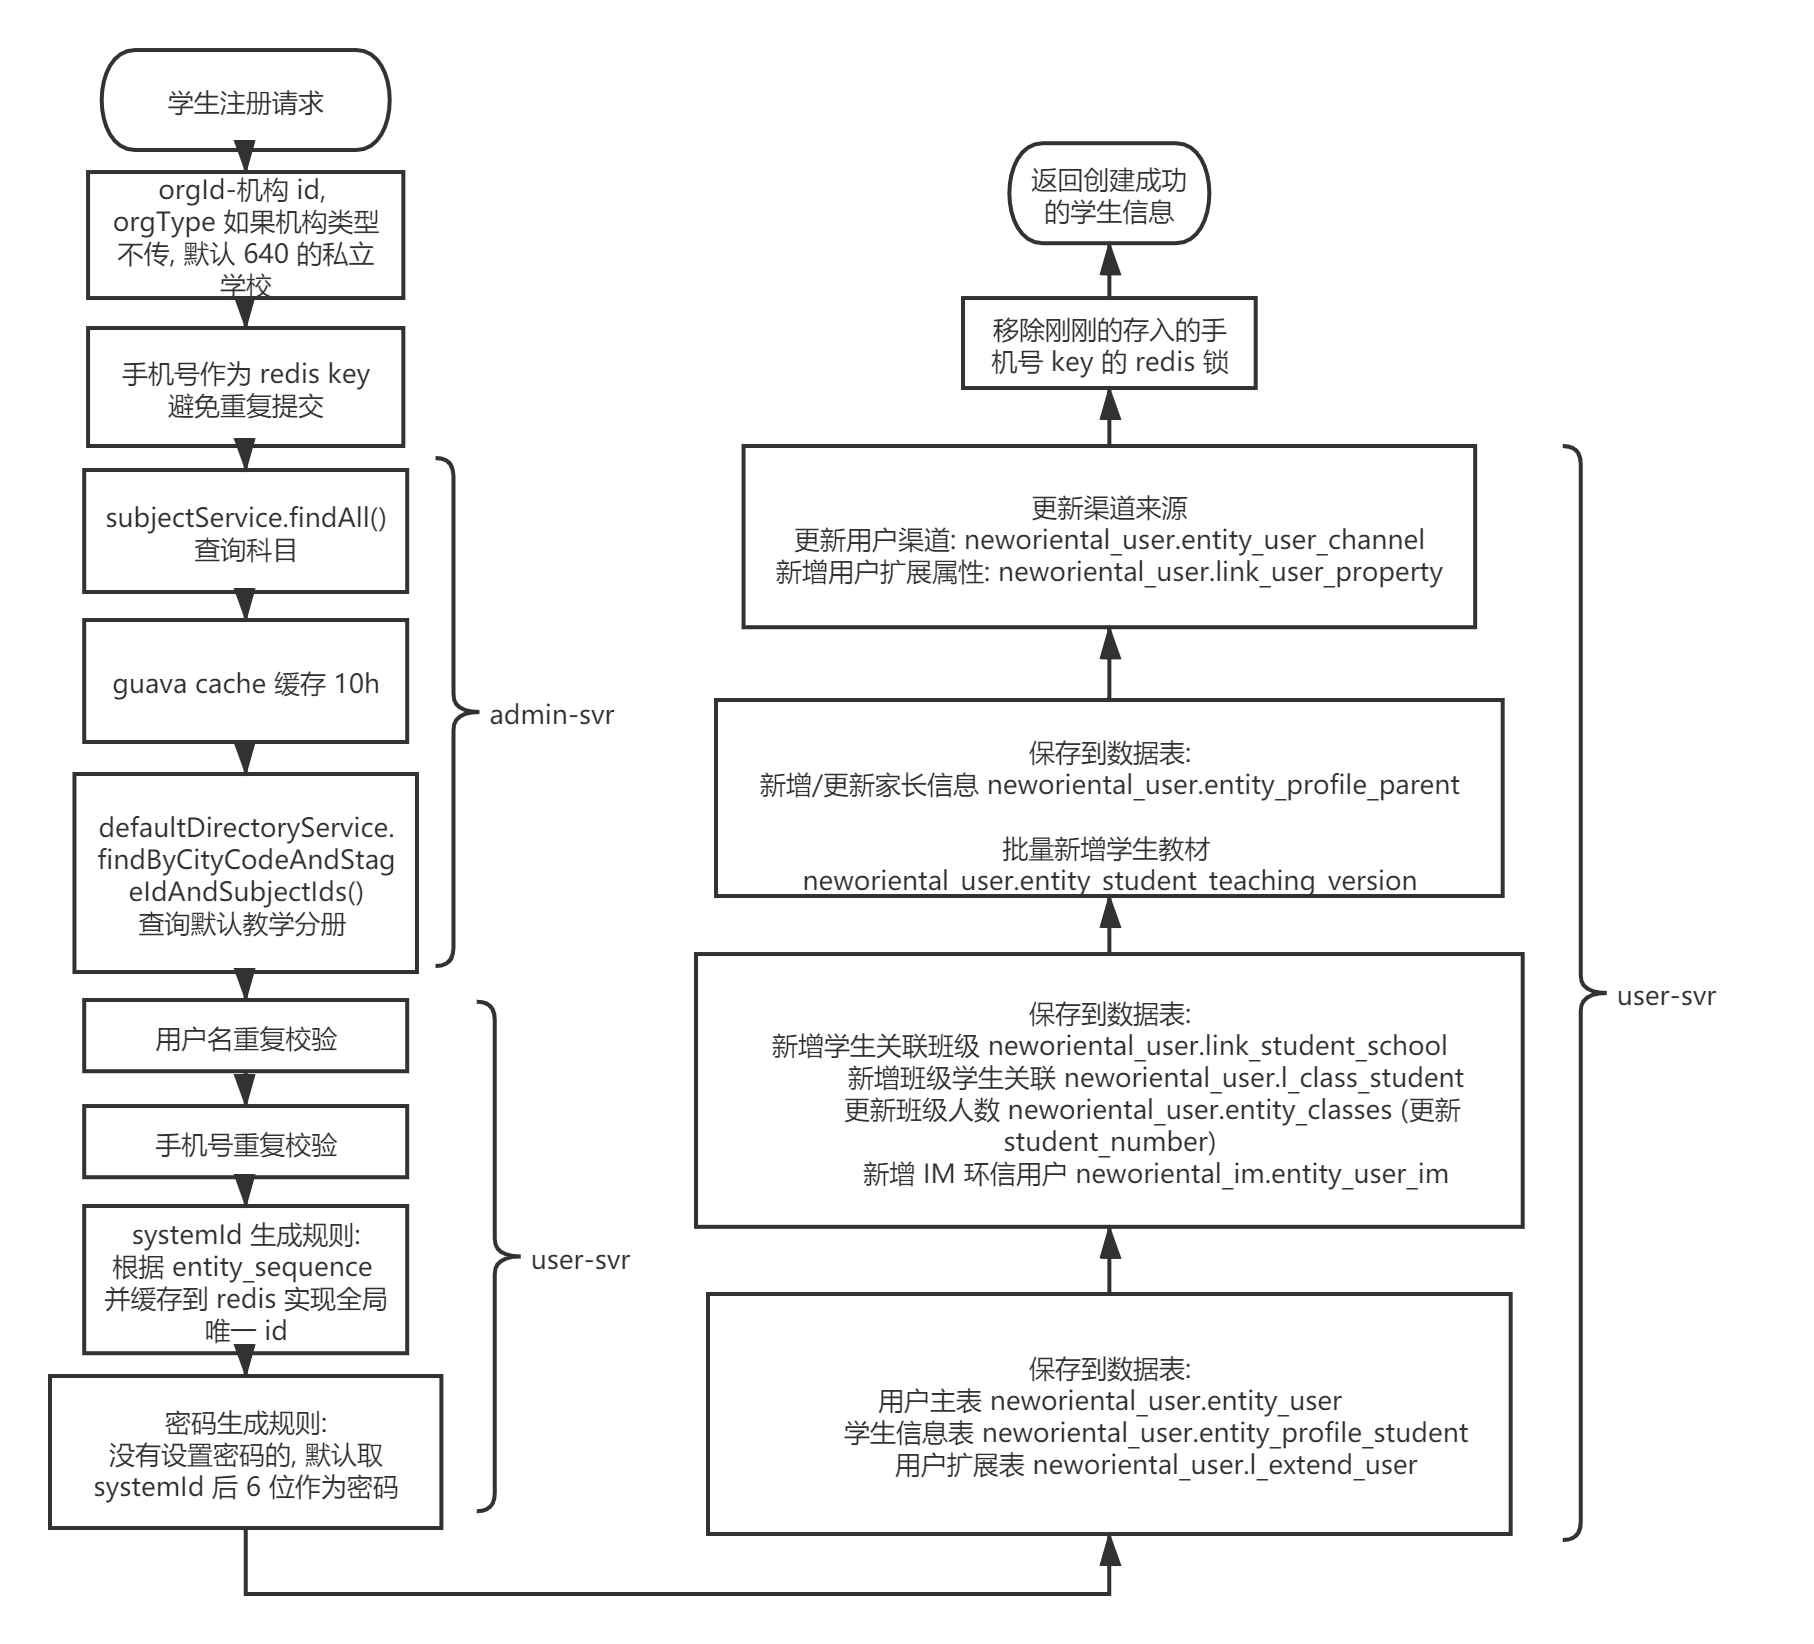 学生注册请求
orgId-机构 id,
orgType 如果机构类型
不传, 默认 640 的私立
学校
手机号作为 redis key
避免重复提交
subjectService.findAll()
查询科目
guava cache 缓存 10h
defaultDirectoryService.
findByCityCodeAndStag
eIdAndSubjectIds()
查询默认教学分册
admin-svr
用户名重复校验
手机号重复校验
systemId 生成规则:
根据 entity_sequence
并缓存到 redis 实现全局
唯一 id
密码生成规则:
没有设置密码的, 默认取
systemId 后 6 位作为密码
user-svr
保存到数据表:
用户主表 neworiental_user.entity_user
学生信息表 neworiental_user.entity_profile_student
用户扩展表 neworiental_user.l_extend_user
保存到数据表:
新增学生关联班级 neworiental_user.link_student_school
新增班级学生关联 neworiental_user.l_class_student
更新班级人数 neworiental_user.entity_classes (更新
student_number)
新增 IM 环信用户 neworiental_im.entity_user_im
保存到数据表:
新增/更新家长信息 neworiental_user.entity_profile_parent
批量新增学生教材
neworiental_user.entity_student_teaching_version
更新渠道来源
更新用户渠道: neworiental_user.entity_user_channel
新增用户扩展属性: neworiental_user.link_user_property
user-svr
移除刚刚的存入的手
机号 key 的 redis 锁
返回创建成功
的学生信息